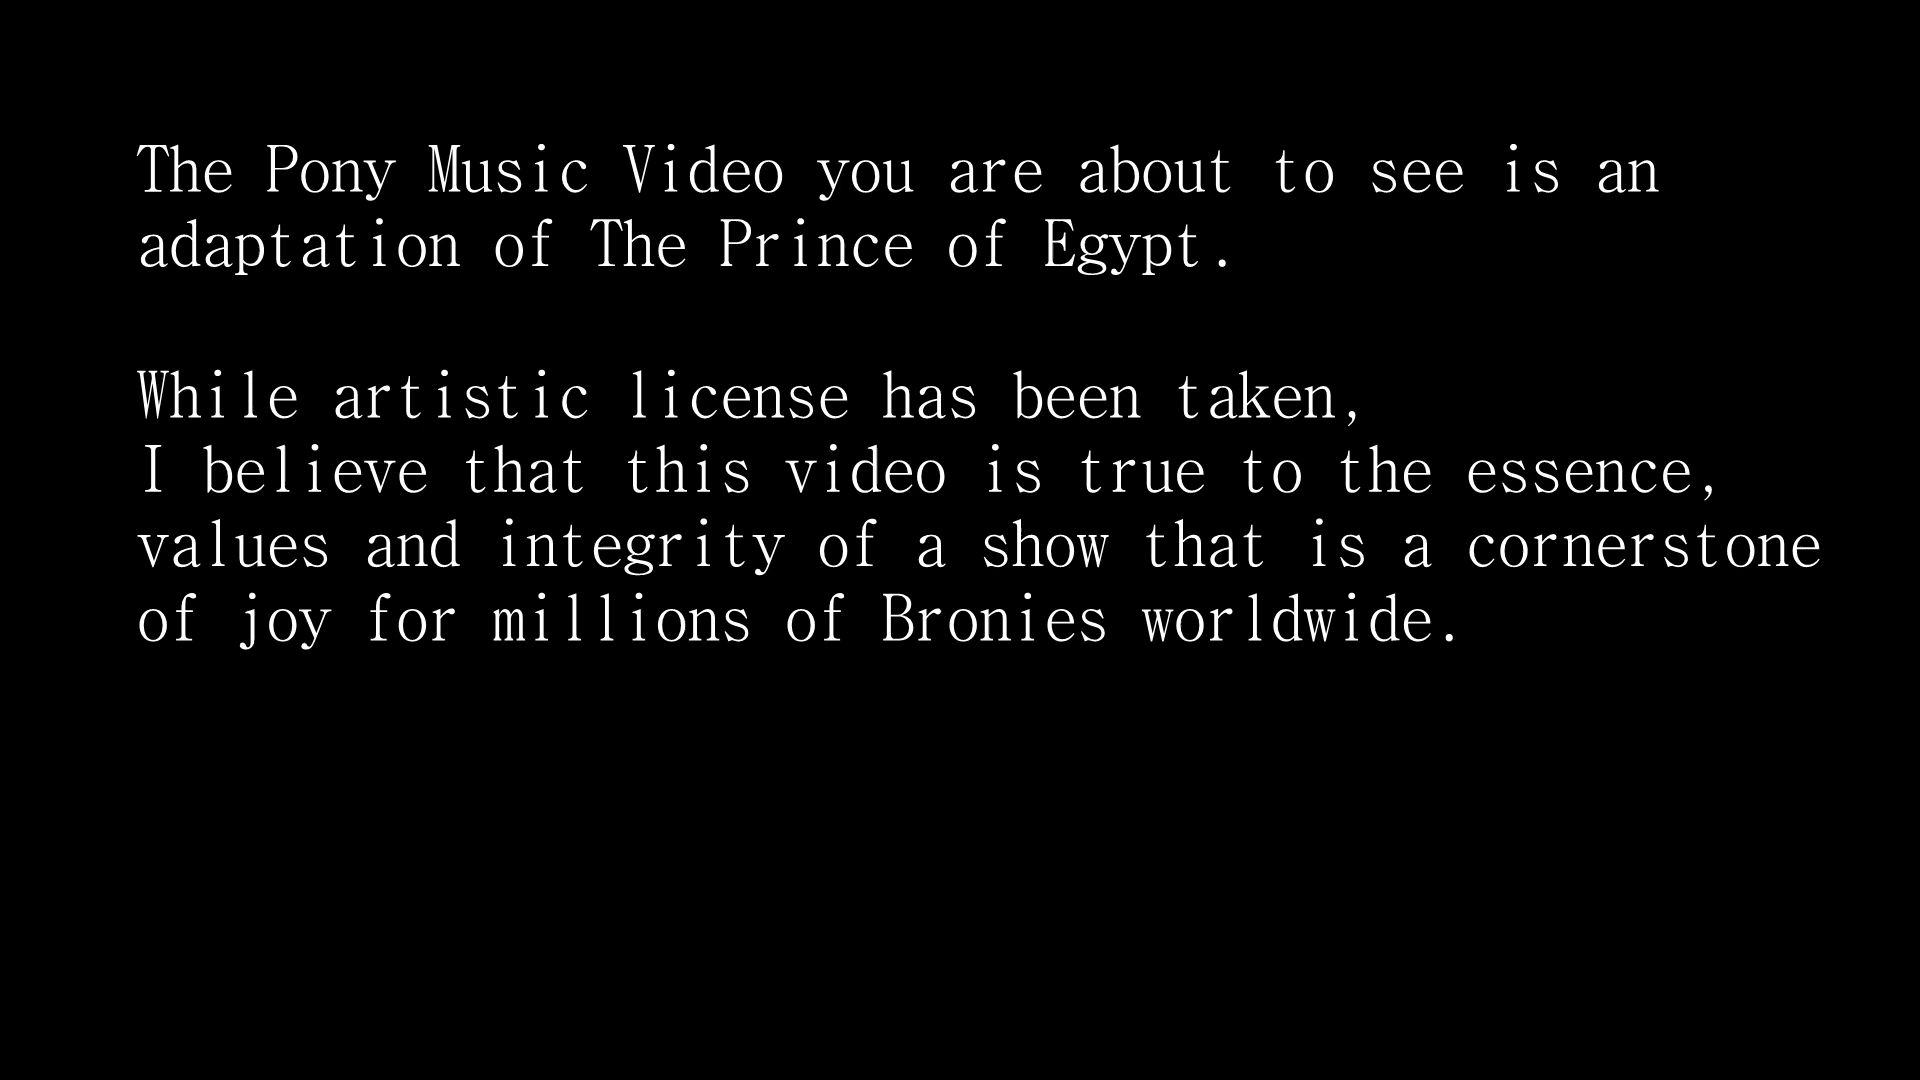 The Pony Music Video you are about to see is an
adaptation of The Prince of Egypt.
While artistic license has been taken,
I believe that this video is true to the essence,
values and integrity of a show that is a cornerstone
of joy for millions of Bronies worldwide.